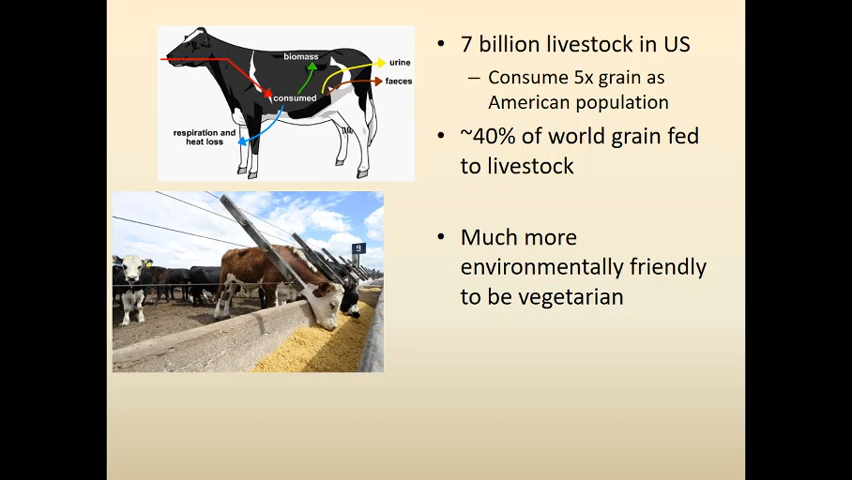 biomass
urine
faeces
consumed
respiration and
heat loss
9
• 7 billion livestock in US
– Consume 5x grain as
American population
• ~40% of world grain fed
to livestock
• Much more
environmentally friendly
to be vegetarian